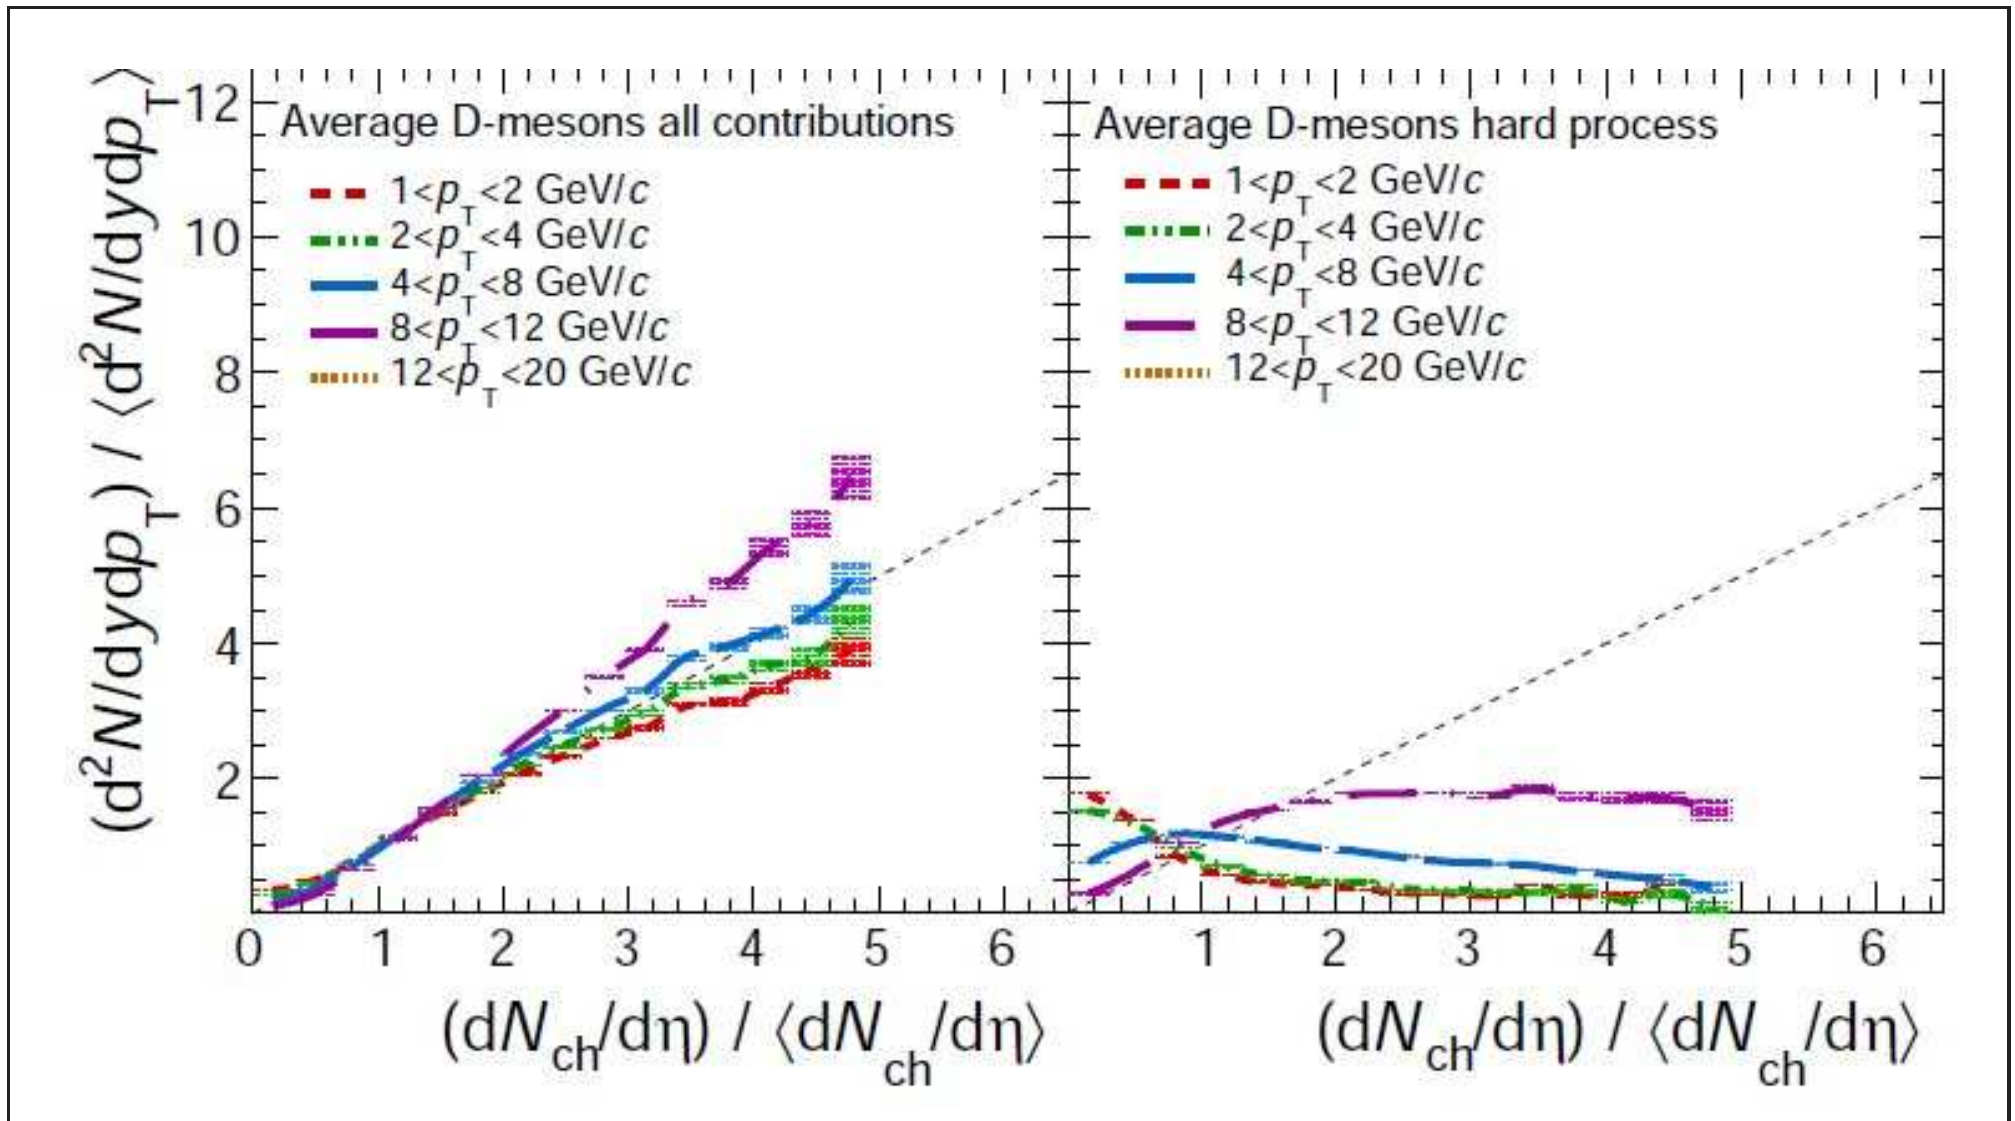 (d²N/dydp_T) / ⟨d²N/dydp_T⟩
12
10
8
6
4
2
Average D-mesons all contributions
1<p_T<2 GeV/c
2<p_T<4 GeV/c
4<p_T<8 GeV/c
8<p_T<12 GeV/c
12<p_T<20 GeV/c
0 1 2 3 4 5 6
(dN_ch/dη) / ⟨dN_ch/dη⟩
Average D-mesons hard process
1<p_T<2 GeV/c
2<p_T<4 GeV/c
4<p_T<8 GeV/c
8<p_T<12 GeV/c
12<p_T<20 GeV/c
1 2 3 4 5 6
(dN_ch/dη) / ⟨dN_ch/dη⟩